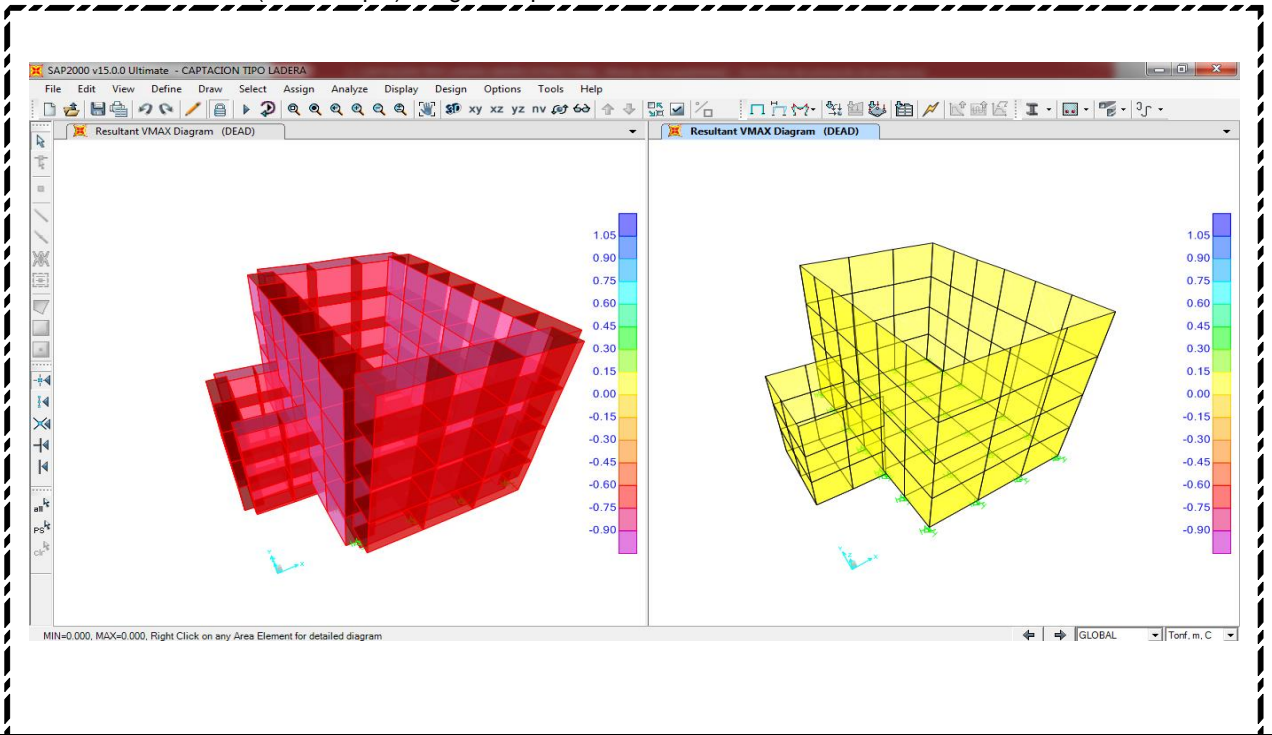 SAP2000 v15.0.0 Ultimate - CAPTACION TIPO LADERA
File Edit View Define Draw Select Assign Analyze Display Design Options Tools Help
3D xy xz yz nv
Resultant VMAX Diagram (DEAD)
Resultant VMAX Diagram (DEAD)
1.05
0.90
0.75
0.60
0.45
0.30
0.15
0.00
-0.15
-0.30
-0.45
-0.60
-0.75
-0.90
1.05
0.90
0.75
0.60
0.45
0.30
0.15
0.00
-0.15
-0.30
-0.45
-0.60
-0.75
-0.90
all
PS
clr
MIN=0.000, MAX=0.000, Right Click on any Area Element for detailed diagram
GLOBAL
Tonf, m, C